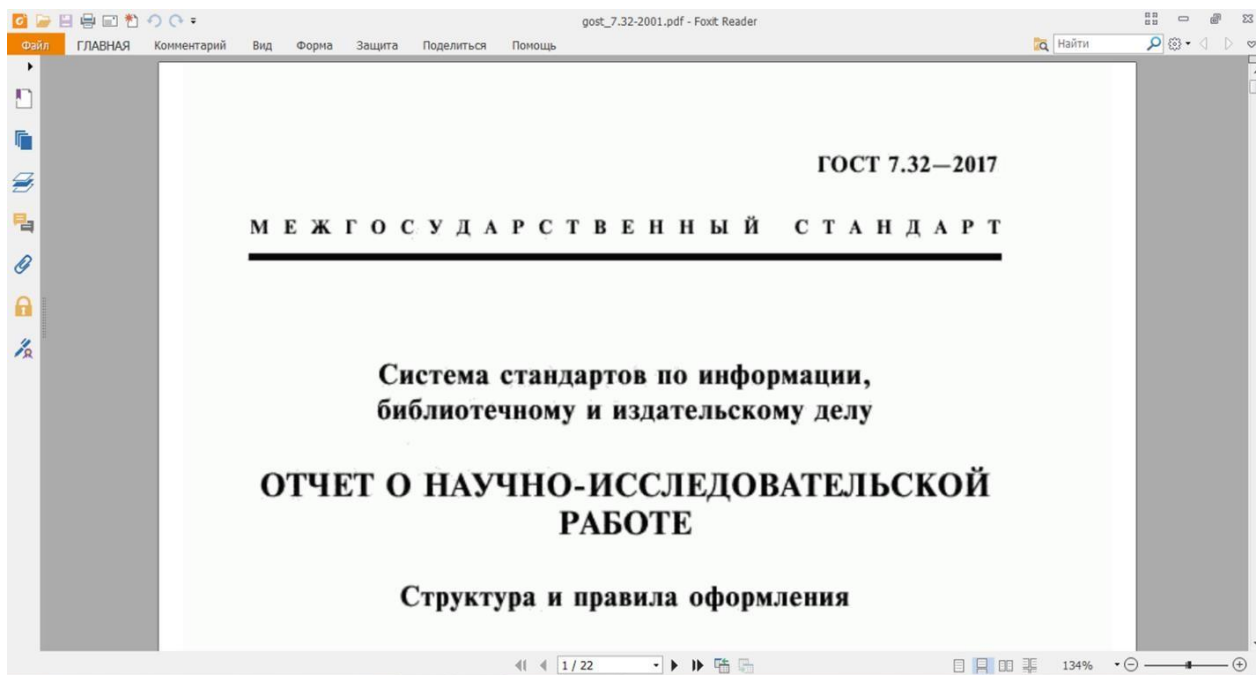 gost_7.32-2001.pdf - Foxit Reader
Файл ГЛАВНАЯ Комментарий Вид Форма Защита Поделиться Помощь Найти
ГОСТ 7.32—2017
МЕЖГОСУДАРСТВЕННЫЙ СТАНДАРТ
Система стандартов по информации,
библиотечному и издательскому делу
ОТЧЕТ О НАУЧНО-ИССЛЕДОВАТЕЛЬСКОЙ
РАБОТЕ
Структура и правила оформления
1 / 22 134%